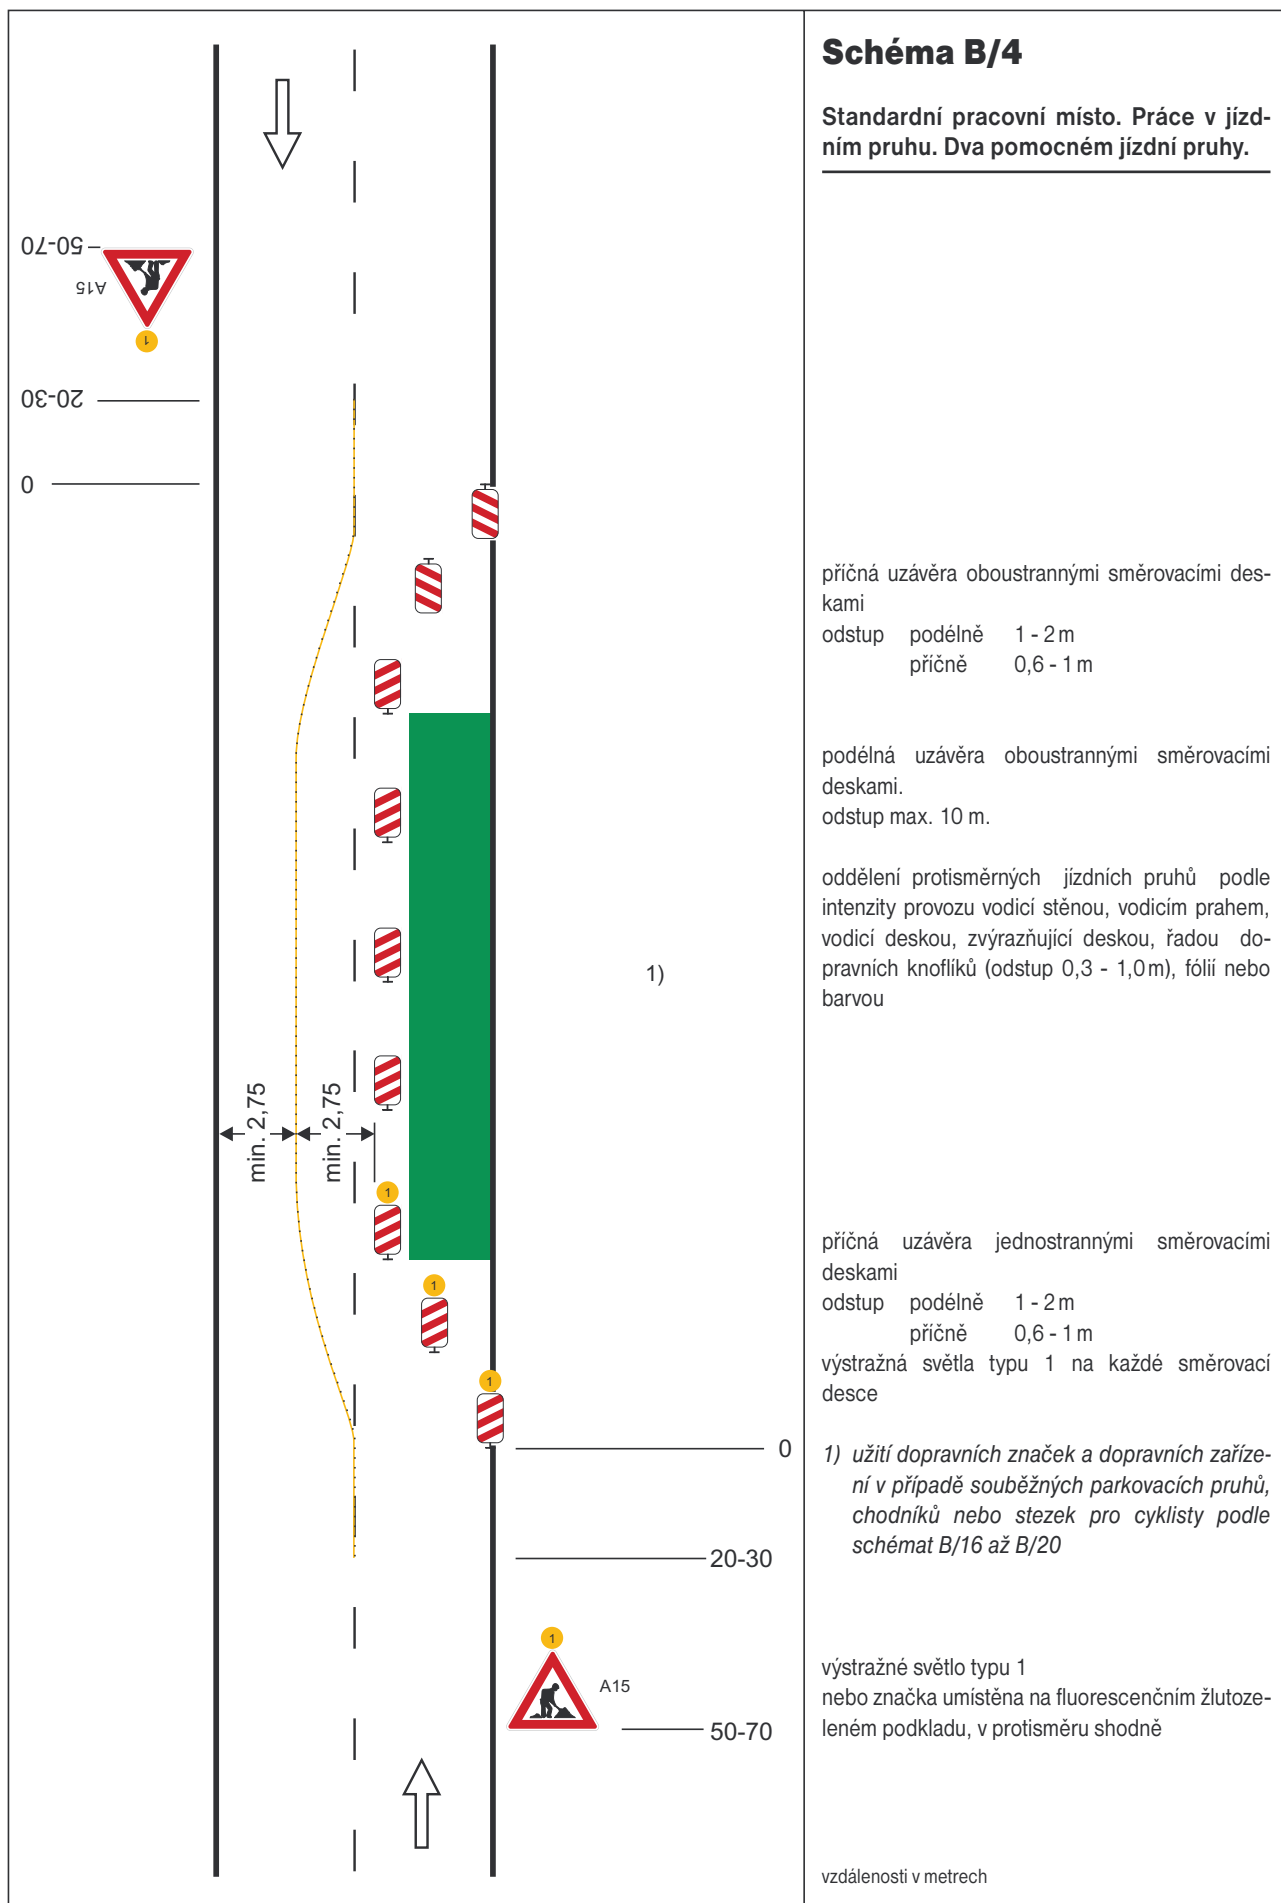 Schéma B/4
Standardní pracovní místo. Práce v jízd-
ním pruhu. Dva pomocném jízdní pruhy.
50-70
A15
1
20-30
0
příčná uzávěra oboustrannými směrovacími des-
kami
odstup podélně 1 - 2 m
příčně 0,6 - 1 m
podélná uzávěra oboustrannými směrovacími
deskami.
odstup max. 10 m.
oddělení protisměrných jízdních pruhů podle
intenzity provozu vodicí stěnou, vodicím prahem,
vodicí deskou, zvýrazňující deskou, řadou do-
pravních knoflíků (odstup 0,3 - 1,0 m), fólií nebo
barvou
1)
min. 2,75
min. 2,75
1
1
1
příčná uzávěra jednostrannými směrovacími
deskami
odstup podélně 1 - 2 m
příčně 0,6 - 1 m
výstražná světla typu 1 na každé směrovací
desce
0
1) užití dopravních značek a dopravních zaříze-
ní v případě souběžných parkovacích pruhů,
chodníků nebo stezek pro cyklisty podle
schémat B/16 až B/20
20-30
1
A15
50-70
výstražné světlo typu 1
nebo značka umístěna na fluorescenčním žlutoze-
leném podkladu, v protisměru shodně
vzdálenosti v metrech